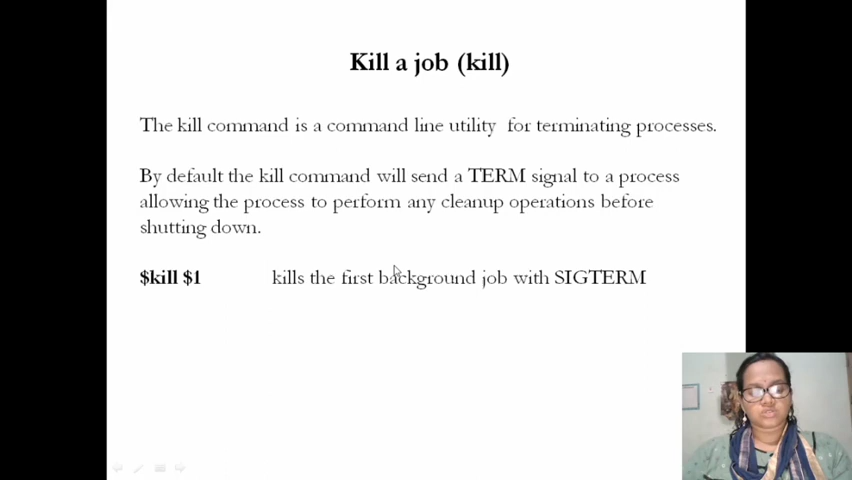 Kill a job (kill)
The kill command is a command line utility for terminating processes.
By default the kill command will send a TERM signal to a process
allowing the process to perform any cleanup operations before
shutting down.
$kill $1 kills the first background job with SIGTERM